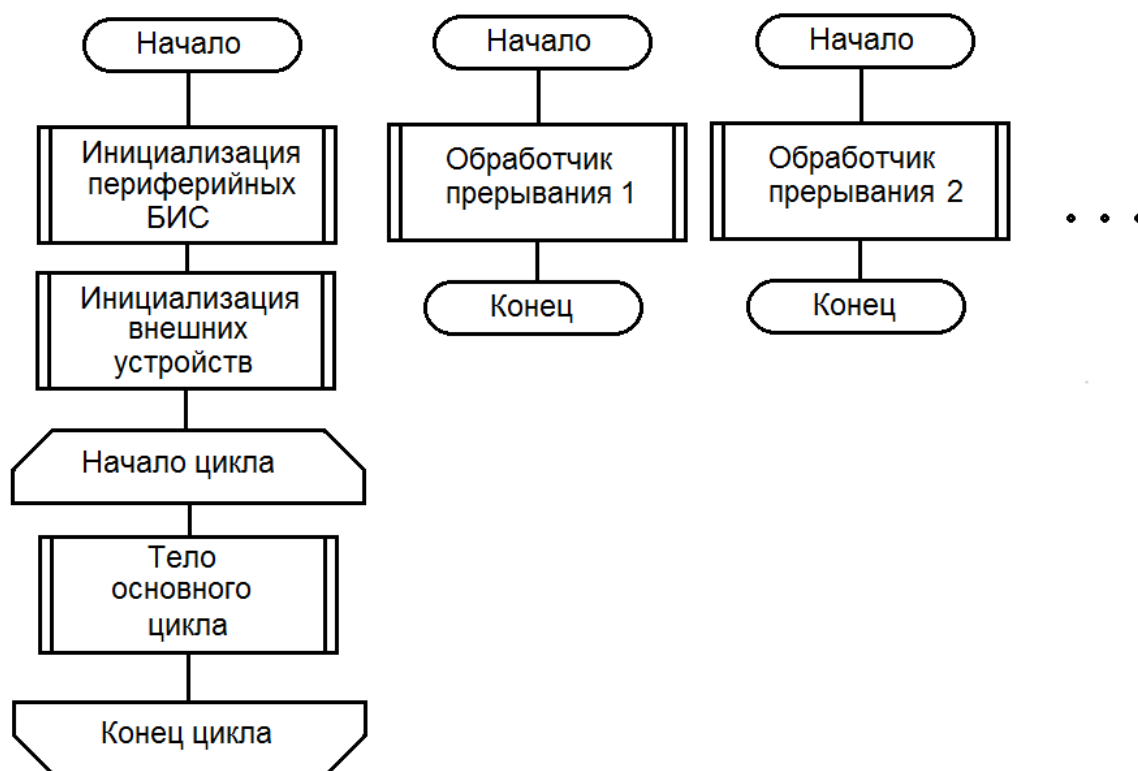 Начало
Инициализация
периферийных
БИС
Инициализация
внешних
устройств
Начало цикла
Тело
основного
цикла
Конец цикла
Начало
Обработчик
прерывания 1
Конец
Начало
Обработчик
прерывания 2
Конец
. . .